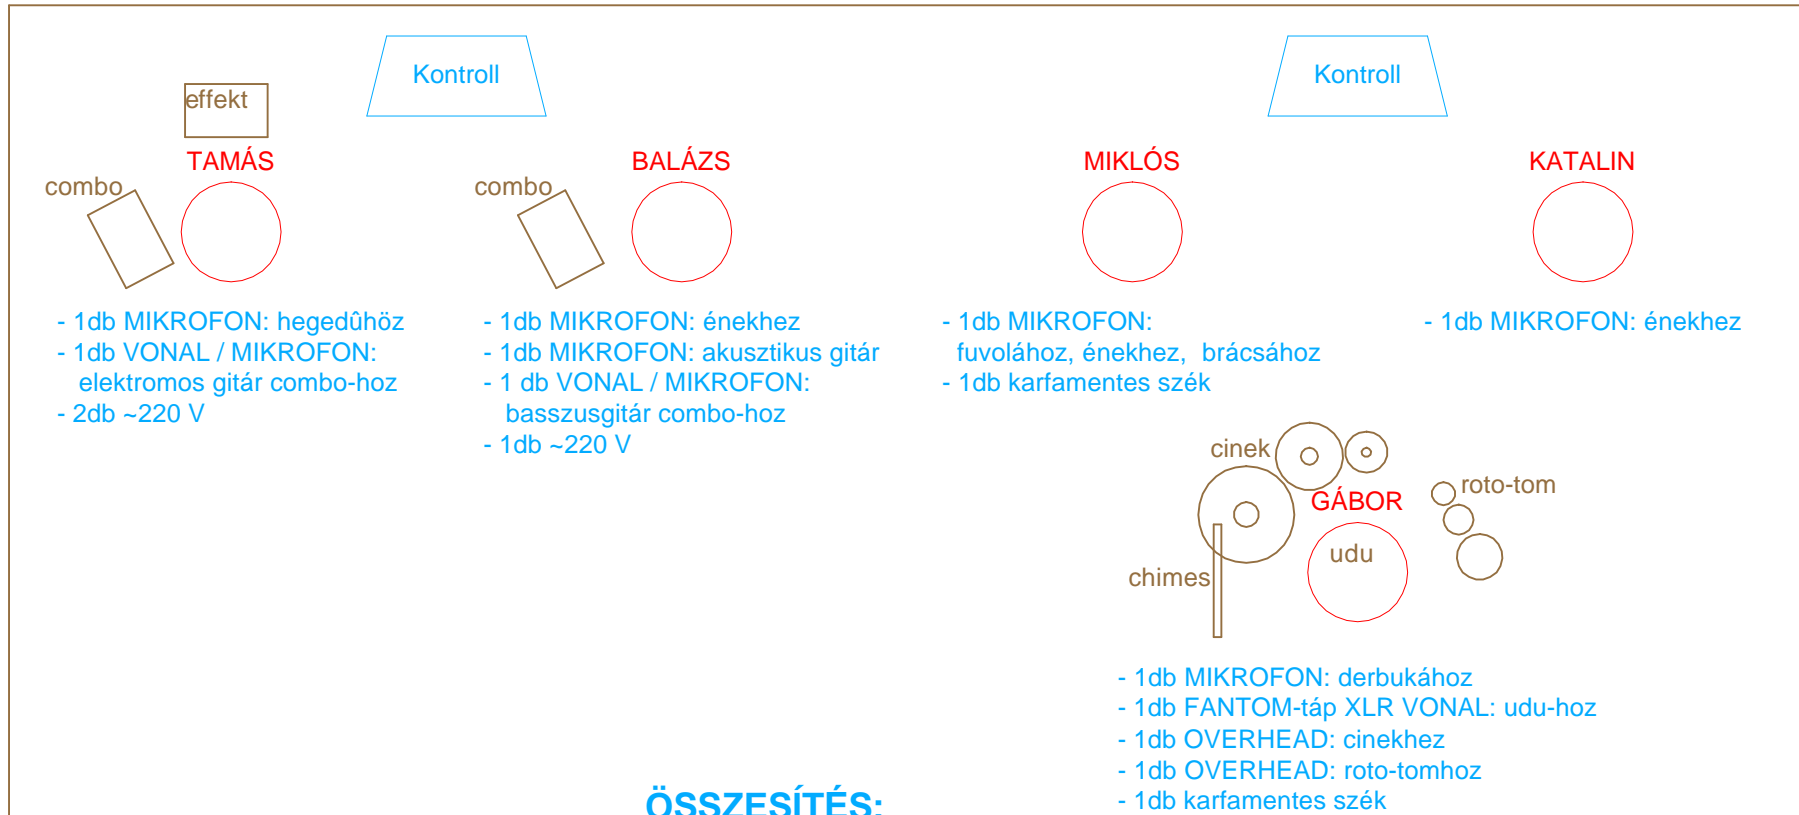 Kontroll
Kontroll
effekt
TAMÁS
BALÁZS
MIKLÓS
KATALIN
combo
combo
- 1db MIKROFON: hegedûhöz
- 1db VONAL / MIKROFON:
elektromos gitár combo-hoz
- 2db ~220 V
- 1db MIKROFON: énekhez
- 1db MIKROFON: akusztikus gitár
- 1 db VONAL / MIKROFON:
basszusgitár combo-hoz
- 1db ~220 V
- 1db MIKROFON:
fuvolához, énekhez, brácsához
- 1db karfamentes szék
- 1db MIKROFON: énekhez
cinek
roto-tom
GÁBOR
udu
chimes
- 1db MIKROFON: derbukához
- 1db FANTOM-táp XLR VONAL: udu-hoz
- 1db OVERHEAD: cinekhez
- 1db OVERHEAD: roto-tomhoz
- 1db karfamentes szék
ÖSSZESÍTÉS: